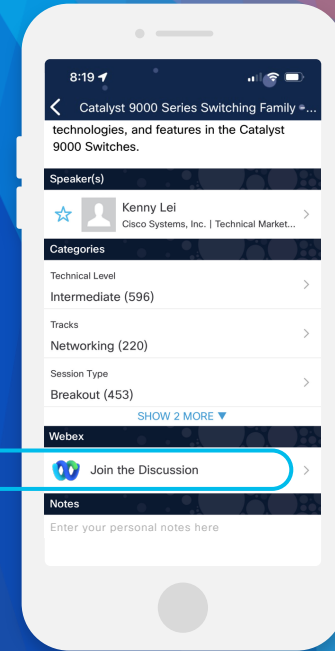 8:19
Catalyst 9000 Series Switching Family ...
technologies, and features in the Catalyst
9000 Switches.
Speaker(s)
Kenny Lei
Cisco Systems, Inc. | Technical Market...
Categories
Technical Level
Intermediate (596)
Tracks
Networking (220)
Session Type
Breakout (453)
SHOW 2 MORE ▼
Webex
Join the Discussion
Notes
Enter your personal notes here